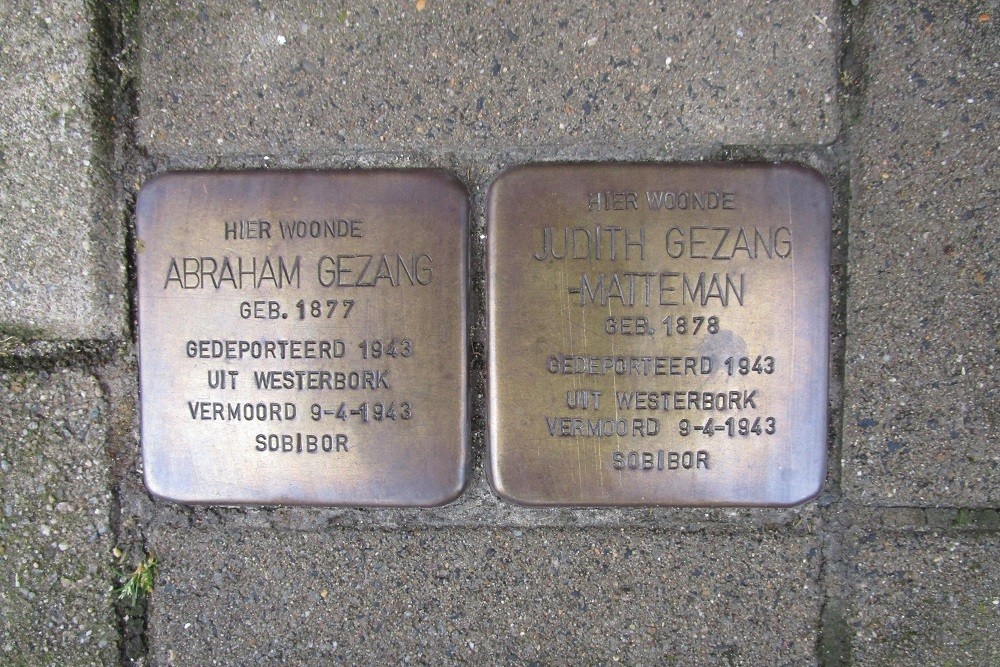 HIER WOONDE
ABRAHAM GEZANG
GEB. 1877
GEDEPORTEERD 1943
UIT WESTERBORK
VERMOORD 9-4-1943
SOBIBOR
HIER WOONDE
JUDITH GEZANG
-MATTEMAN
GEB. 1878
GEDEPORTEERD 1943
UIT WESTERBORK
VERMOORD 9-4-1943
SOBIBOR